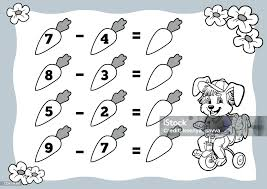 7 - 4 =
8 - 3 =
5 - 2 =
9 - 7 =
iStock